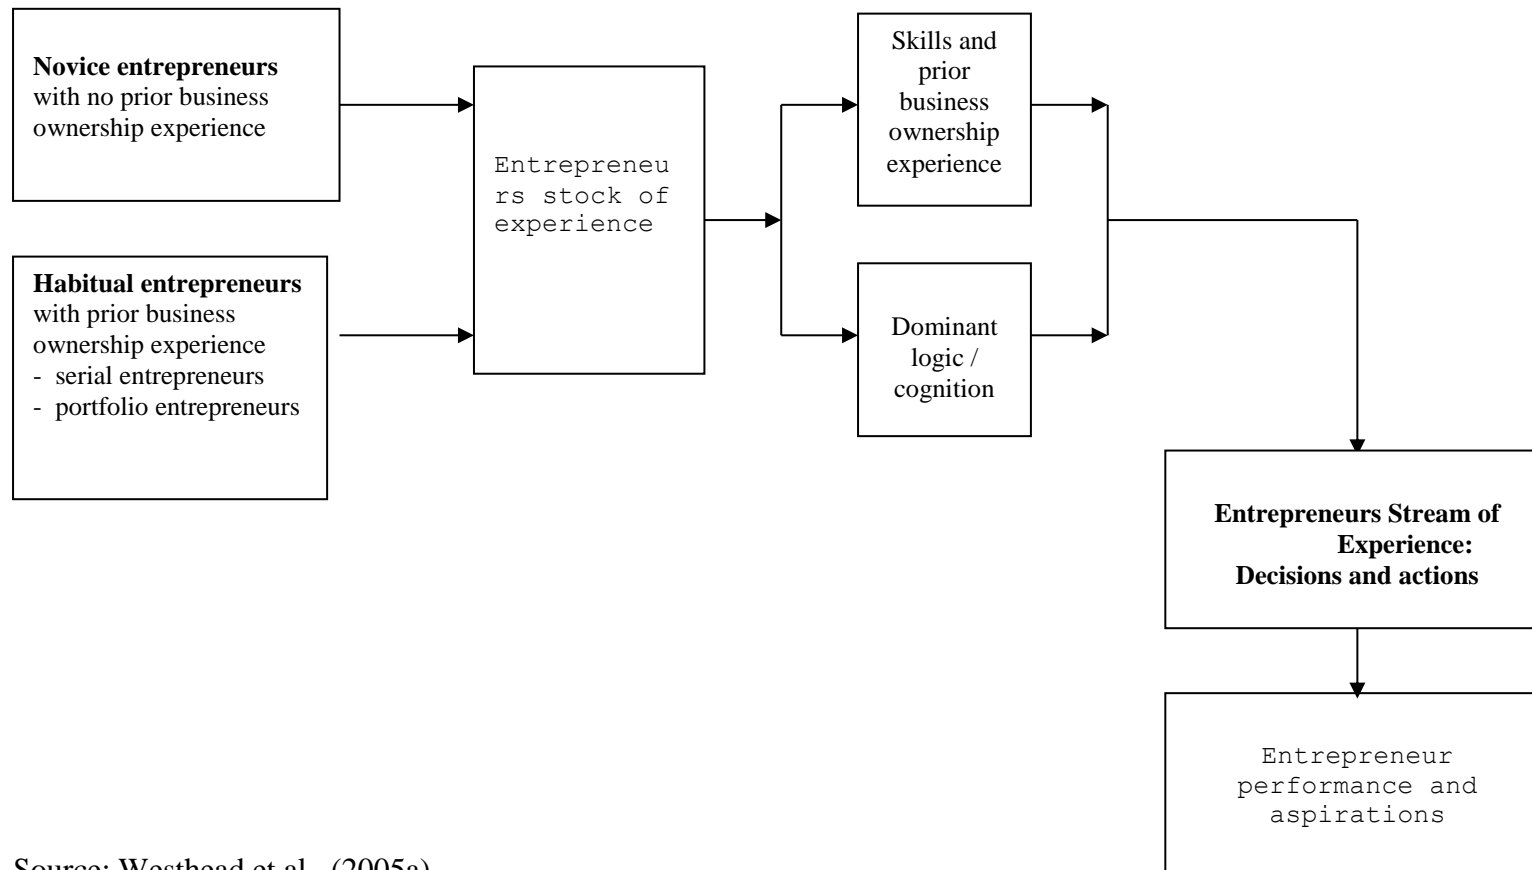 Novice entrepreneurs
with no prior business
ownership experience
Habitual entrepreneurs
with prior business
ownership experience
- serial entrepreneurs
- portfolio entrepreneurs
Entrepreneu
rs stock of
experience
Skills and
prior
business
ownership
experience
Dominant
logic /
cognition
Entrepreneurs Stream of
Experience:
Decisions and actions
Entrepreneur
performance and
aspirations
Source: Westhead et al., (2005a)